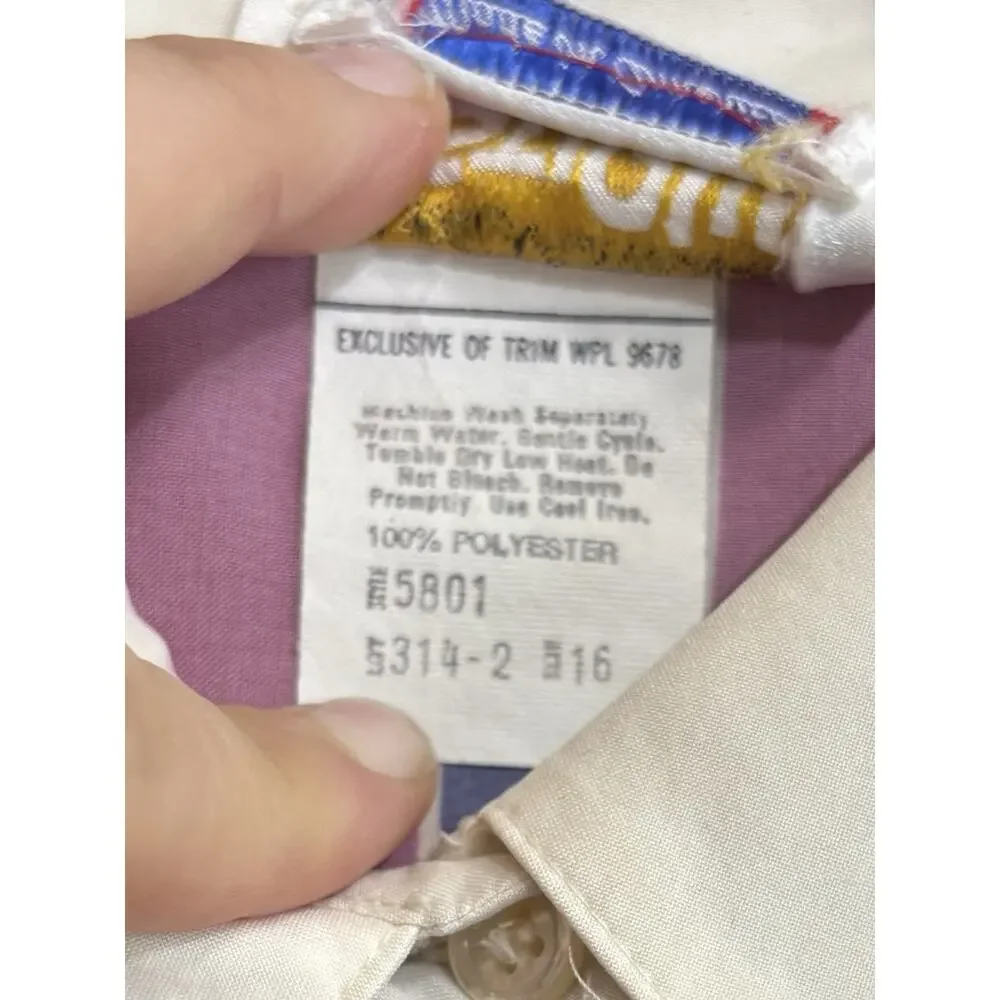 EXCLUSIVE OF TRIM WPL 9678
Machine Wash Separately
Warm Water. Gentle Cycle.
Tumble Dry Low Heat. Do
Not Bleach. Remove
Promptly Use Cool Iron.
100% POLYESTER
5801
314-2 16